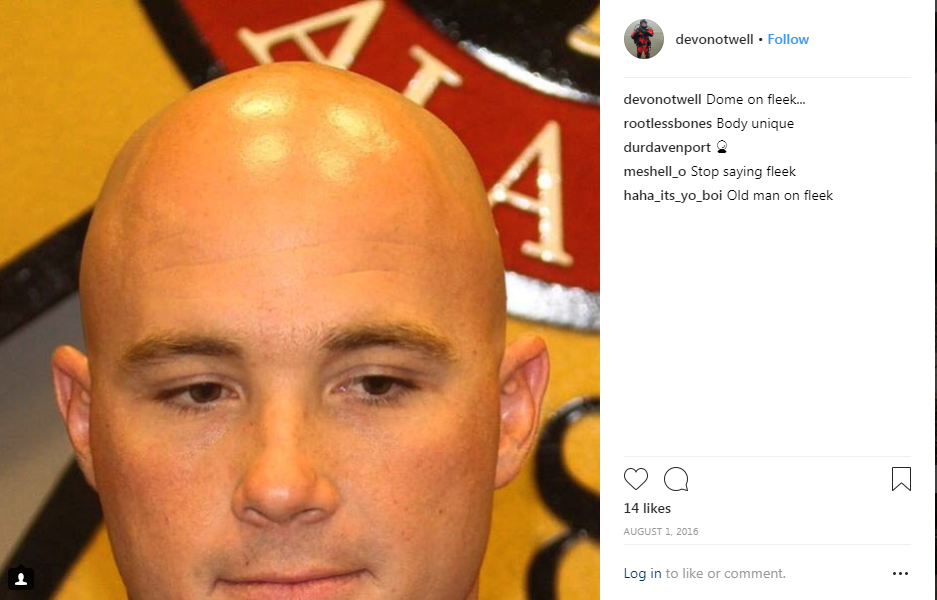 A L A
devonotwell • Follow
devonotwell Dome on fleek...
rootlessbones Body unique
durdavenport
meshell_o Stop saying fleek
haha_its_yo_boi Old man on fleek
14 likes
AUGUST 1, 2016
Log in to like or comment.